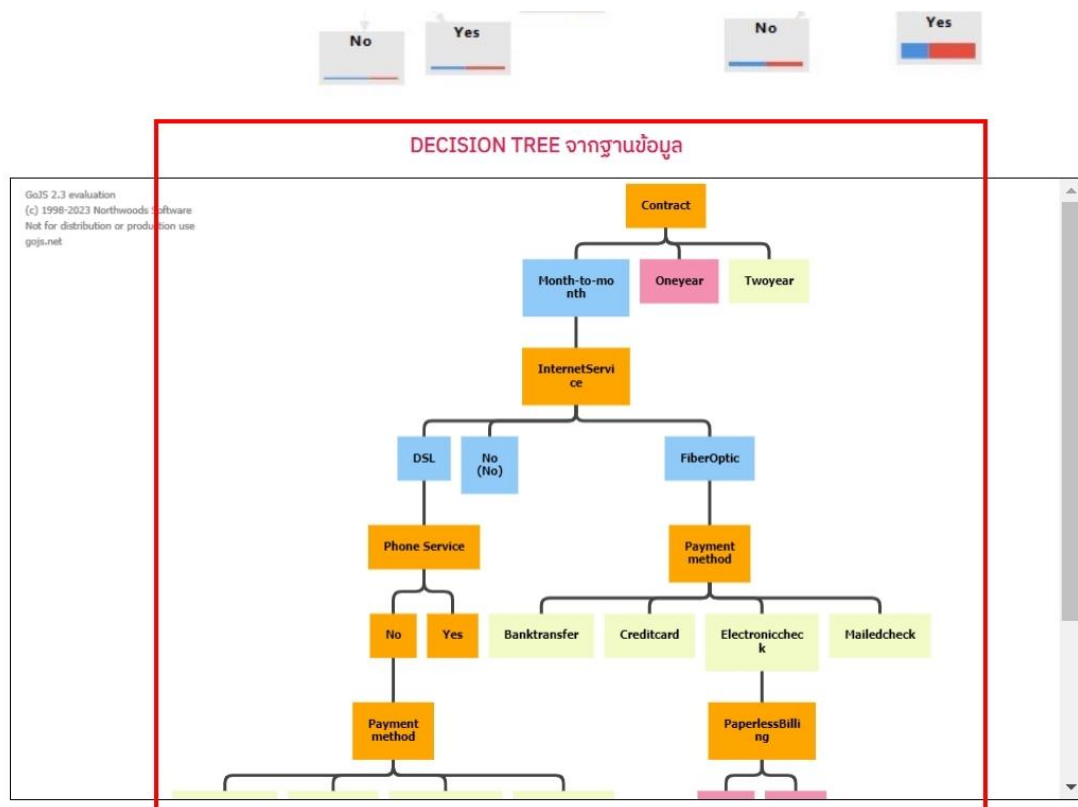 No
Yes
No
Yes
DECISION TREE จากฐานข้อมูล
GoJS 2.3 evaluation
(c) 1998-2023 Northwoods Software
Not for distribution or production use
gojs.net
Contract
Month-to-mo
nth
Oneyear
Twoyear
InternetServi
ce
DSL
No
(No)
FiberOptic
Phone Service
Payment
method
No
Yes
Banktransfer
Creditcard
Electroniccchec
k
Mailedcheck
Payment
method
PaperlessBilli
ng